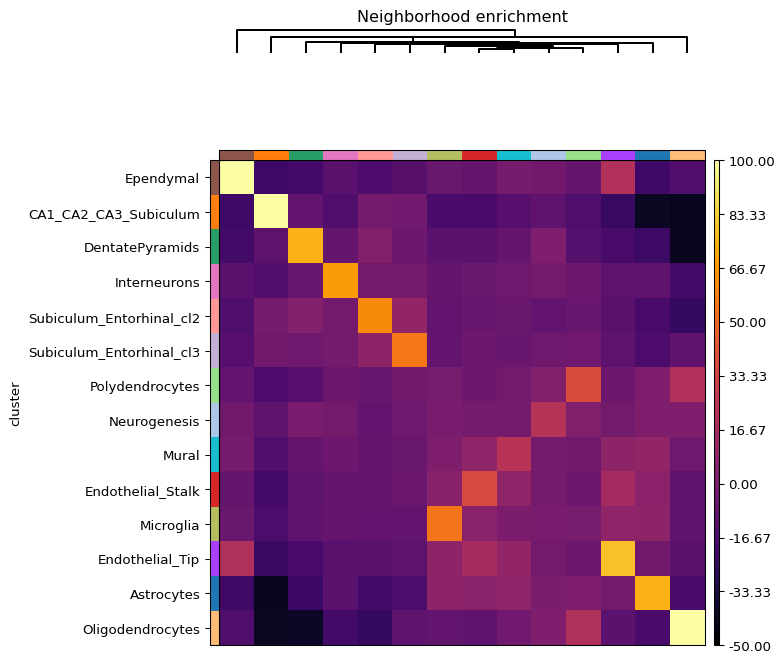 Neighborhood enrichment
cluster
Ependymal
CA1_CA2_CA3_Subiculum
DentatePyramids
Interneurons
Subiculum_Entorhinal_cl2
Subiculum_Entorhinal_cl3
Polydendrocytes
Neurogenesis
Mural
Endothelial_Stalk
Microglia
Endothelial_Tip
Astrocytes
Oligodendrocytes
100.00
83.33
66.67
50.00
33.33
16.67
0.00
-16.67
-33.33
-50.00